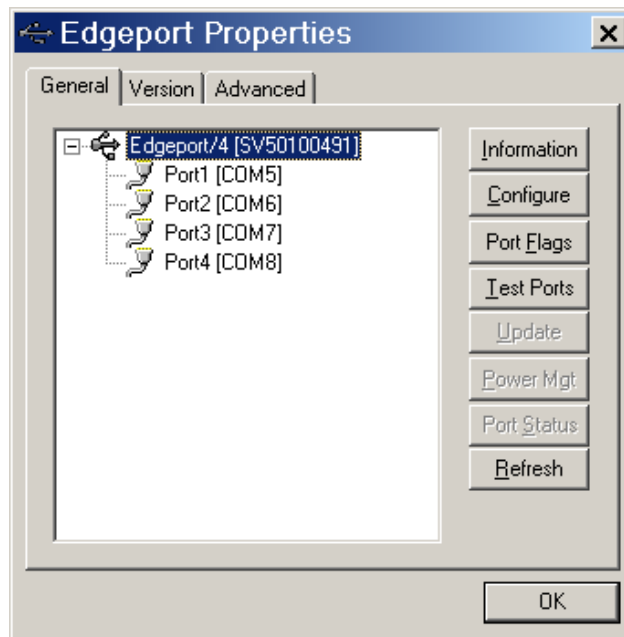 Edgeport Properties
General Version Advanced
Edgeport/4 [SV50100491]
Port1 [COM5]
Port2 [COM6]
Port3 [COM7]
Port4 [COM8]
Information
Configure
Port Flags
Test Ports
Update
Power Mgt
Port Status
Refresh
OK